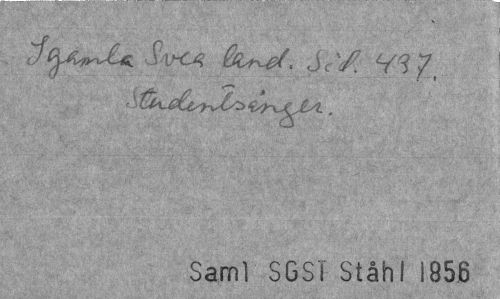 I gamla Svea land. Sid. 437.
Studentsånger.
Saml SGST Ståhl 1856